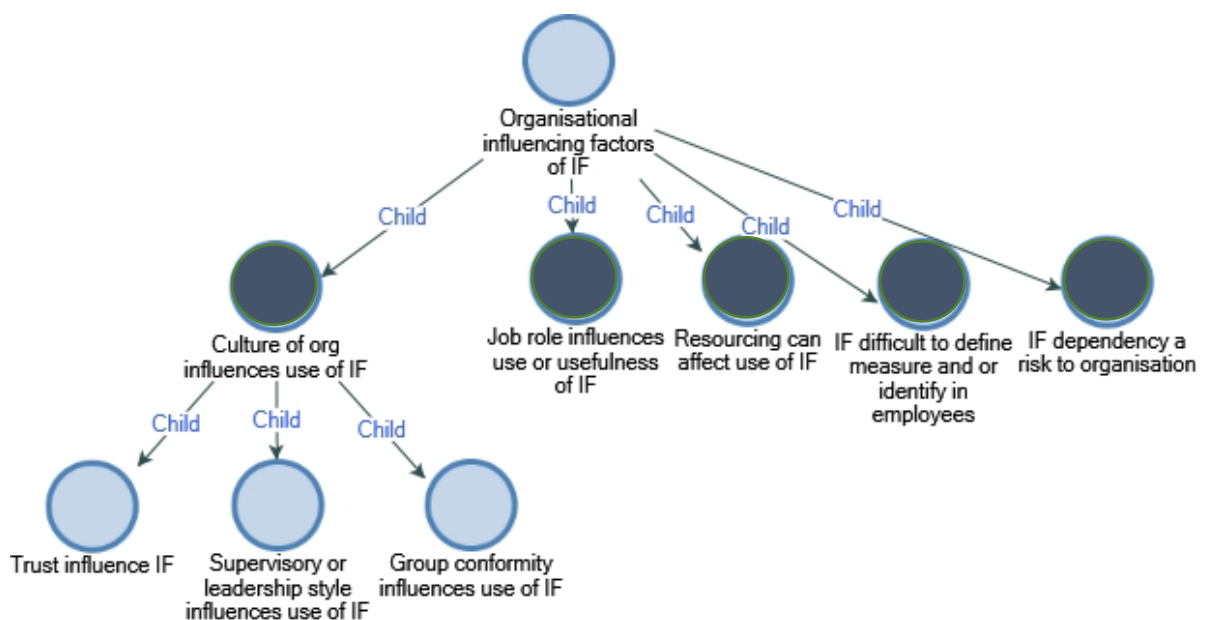 Organisational
influencing factors
of IF
Child
Child
Child
Child
Child
Culture of org
influences use of IF
Job role influences
use or usefulness
of IF
Resourcing can
affect use of IF
IF difficult to define
measure and or
identify in
employees
IF dependency a
risk to organisation
Child
Child
Child
Trust influence IF
Supervisory or
leadership style
influences use of IF
Group conformity
influences use of IF